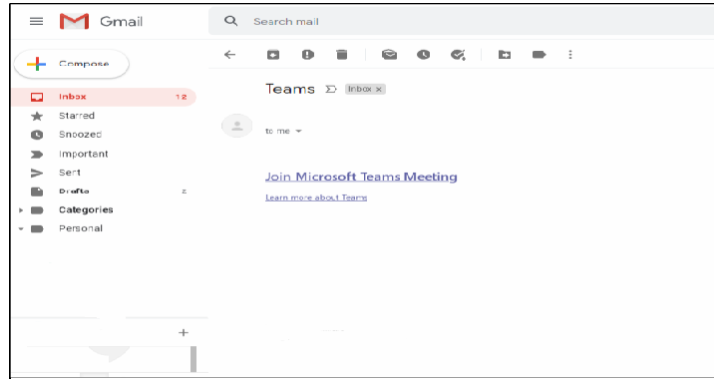 Gmail
Search mail
Compose
Inbox 12
Starred
Snoozed
Important
Sent
Drafts 2
Categories
Personal
+
Teams Inbox x
to me
Join Microsoft Teams Meeting
Learn more about Teams